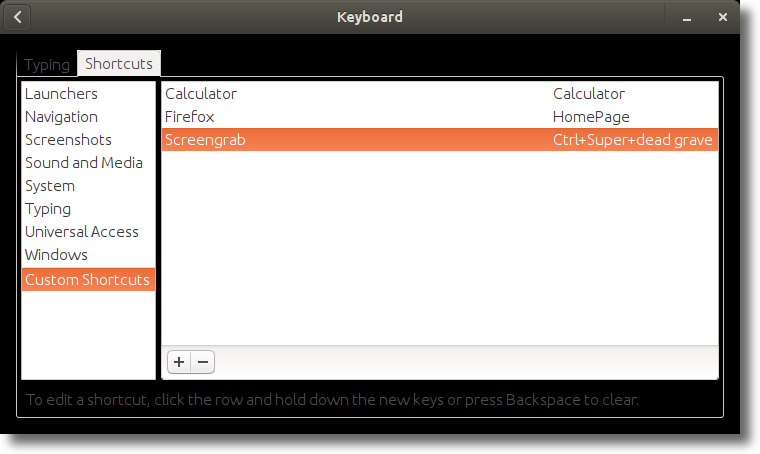 Keyboard
Typing Shortcuts
Launchers
Navigation
Screenshots
Sound and Media
System
Typing
Universal Access
Windows
Custom Shortcuts
Calculator Calculator
Firefox HomePage
Screengrab Ctrl+Super+dead grave
To edit a shortcut, click the row and hold down the new keys or press Backspace to clear.